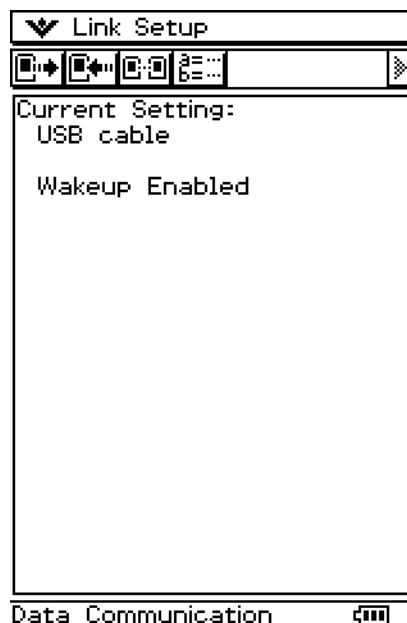 Link Setup
a=
b=
Current Setting:
USB cable
Wakeup Enabled
Data Communication